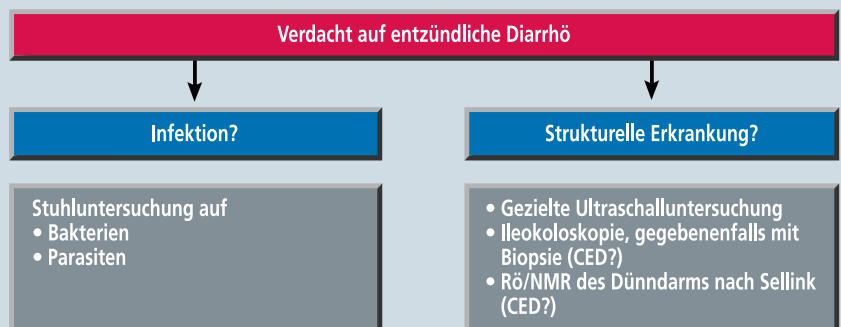 Verdacht auf entzündliche Diarrhö
Infektion?
Strukturelle Erkrankung?
Stuhluntersuchung auf
• Bakterien
• Parasiten
• Gezielte Ultraschalluntersuchung
• Ileokoloskopie, gegebenenfalls mit
Biopsie (CED?)
• Rö/NMR des Dünndarms nach Sellink
(CED?)